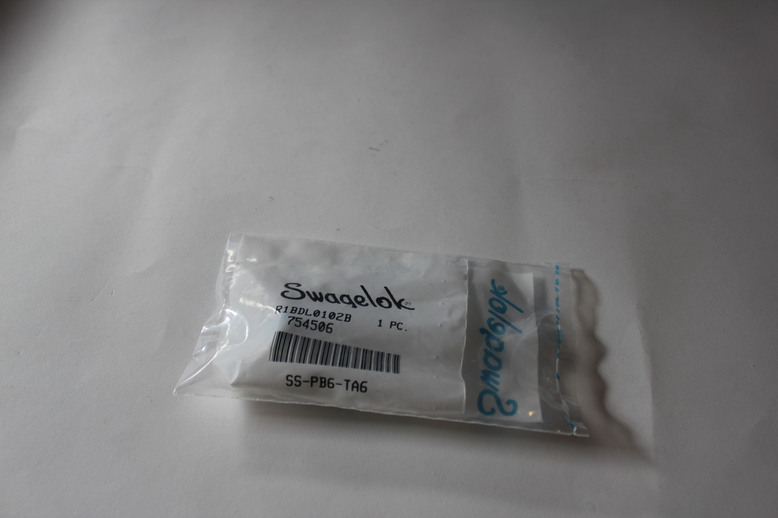 Swagelok
R1BDL0102B
754506 1 PC.
SS-PB6-TA6
Swagelok